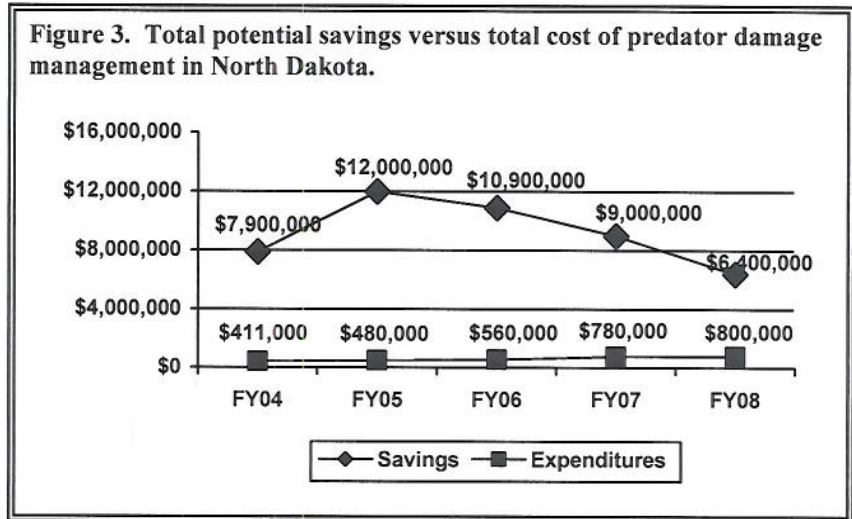 Figure 3.  Total potential savings versus total cost of predator damage
management in North Dakota.
$16,000,000
$12,000,000
$10,900,000
$12,000,000
$7,900,000
$9,000,000
$8,000,000
$6,400,000
$4,000,000
$411,000
$480,000
$560,000
$780,000
$800,000
$0
FY04
FY05
FY06
FY07
FY08
Savings
Expenditures